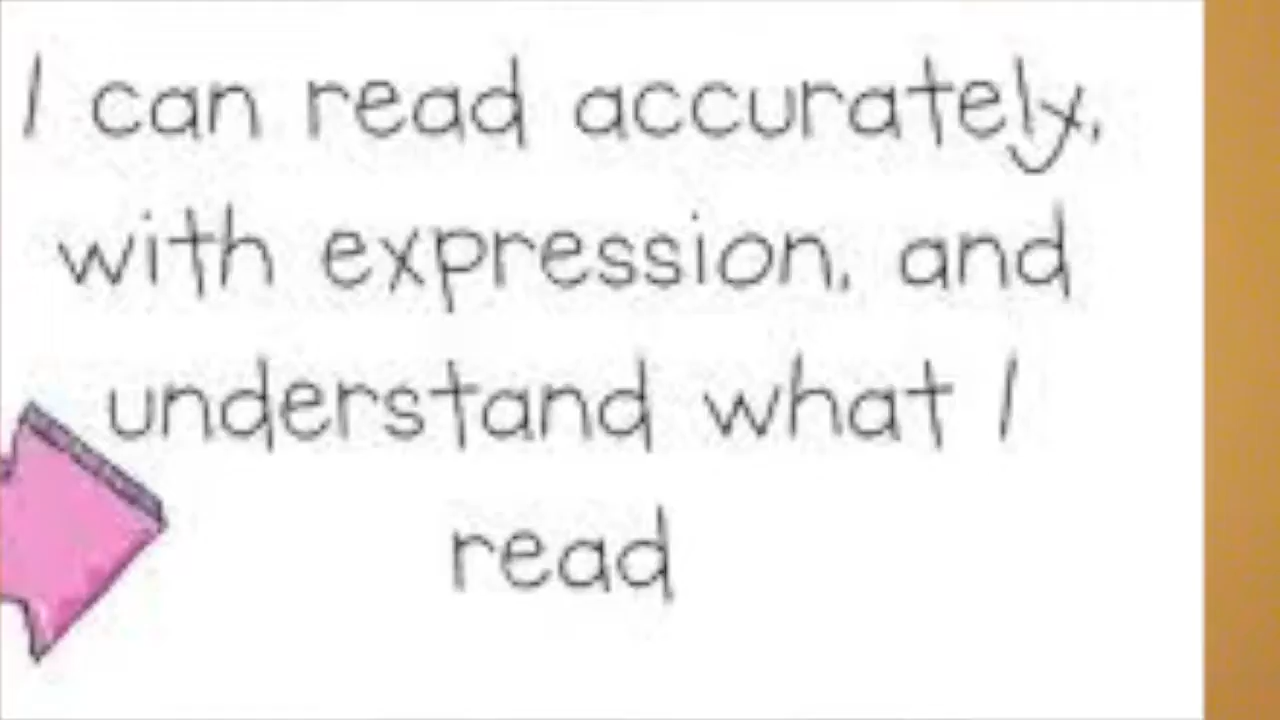 I can read accurately,
with expression, and
understand what I
read